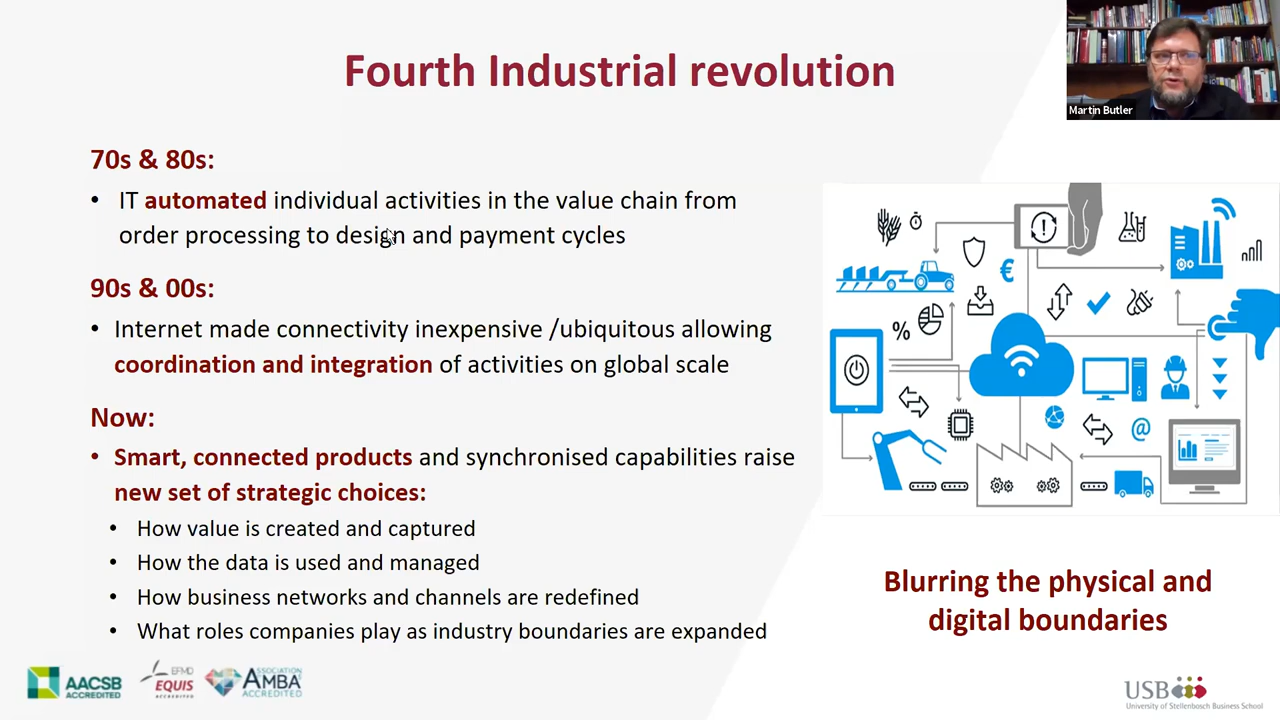 Fourth Industrial revolution
Martin Butler
70s & 80s:
• IT automated individual activities in the value chain from
order processing to design and payment cycles
90s & 00s:
• Internet made connectivity inexpensive /ubiquitous allowing
coordination and integration of activities on global scale
Now:
• Smart, connected products and synchronised capabilities raise
new set of strategic choices:
• How value is created and captured
• How the data is used and managed
• How business networks and channels are redefined
• What roles companies play as industry boundaries are expanded
€
%
@
Blurring the physical and
digital boundaries
AACSB
ACCREDITED
EFMD
EQUIS
ACCREDITED
ASSOCIATION
AMBA
ACCREDITED
USB
University of Stellenbosch Business School